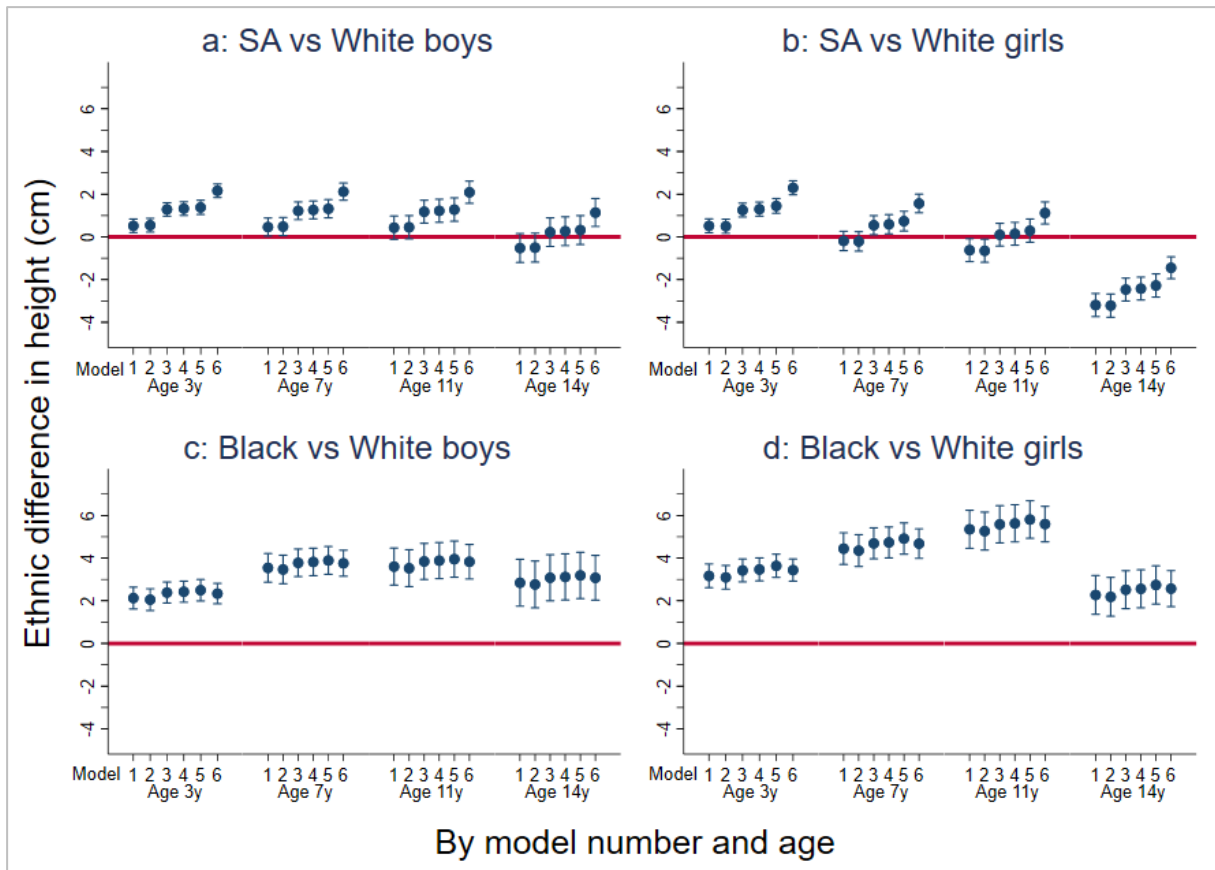 a: SA vs White boys
b: SA vs White girls
Ethnic difference in height (cm)
6
4
2
0
-2
-4
Model 1 2 3 4 5 6 1 2 3 4 5 6 1 2 3 4 5 6 1 2 3 4 5 6
Age 3y Age 7y Age 11y Age 14y
6
4
2
0
-2
-4
Model 1 2 3 4 5 6 1 2 3 4 5 6 1 2 3 4 5 6 1 2 3 4 5 6
Age 3y Age 7y Age 11y Age 14y
c: Black vs White boys
d: Black vs White girls
6
4
2
0
-2
-4
Model 1 2 3 4 5 6 1 2 3 4 5 6 1 2 3 4 5 6 1 2 3 4 5 6
Age 3y Age 7y Age 11y Age 14y
6
4
2
0
-2
-4
Model 1 2 3 4 5 6 1 2 3 4 5 6 1 2 3 4 5 6 1 2 3 4 5 6
Age 3y Age 7y Age 11y Age 14y
By model number and age